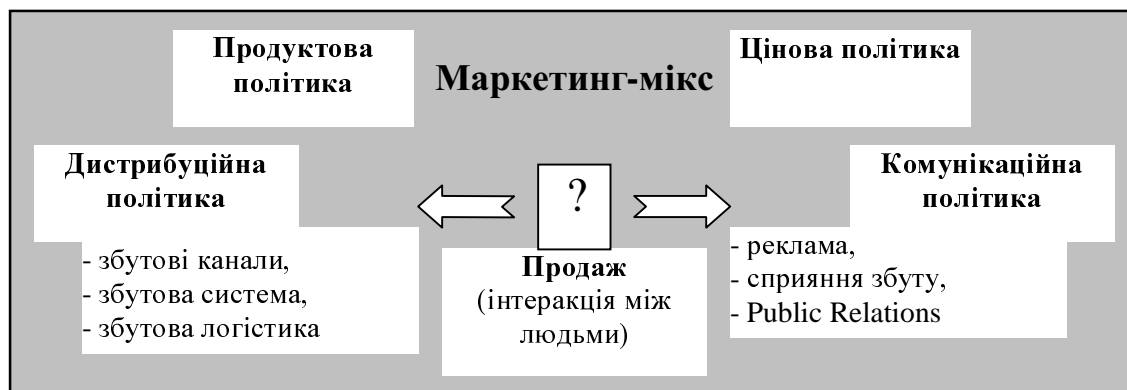 Продуктова
політика
Маркетинг-мікс
Цінова політика
Дистрибуційна
політика
- збутові канали,
- збутова система,
- збутова логістика
?
Продаж
(інтеракція між
людьми)
Комунікаційна
політика
- реклама,
- сприяння збуту,
- Public Relations